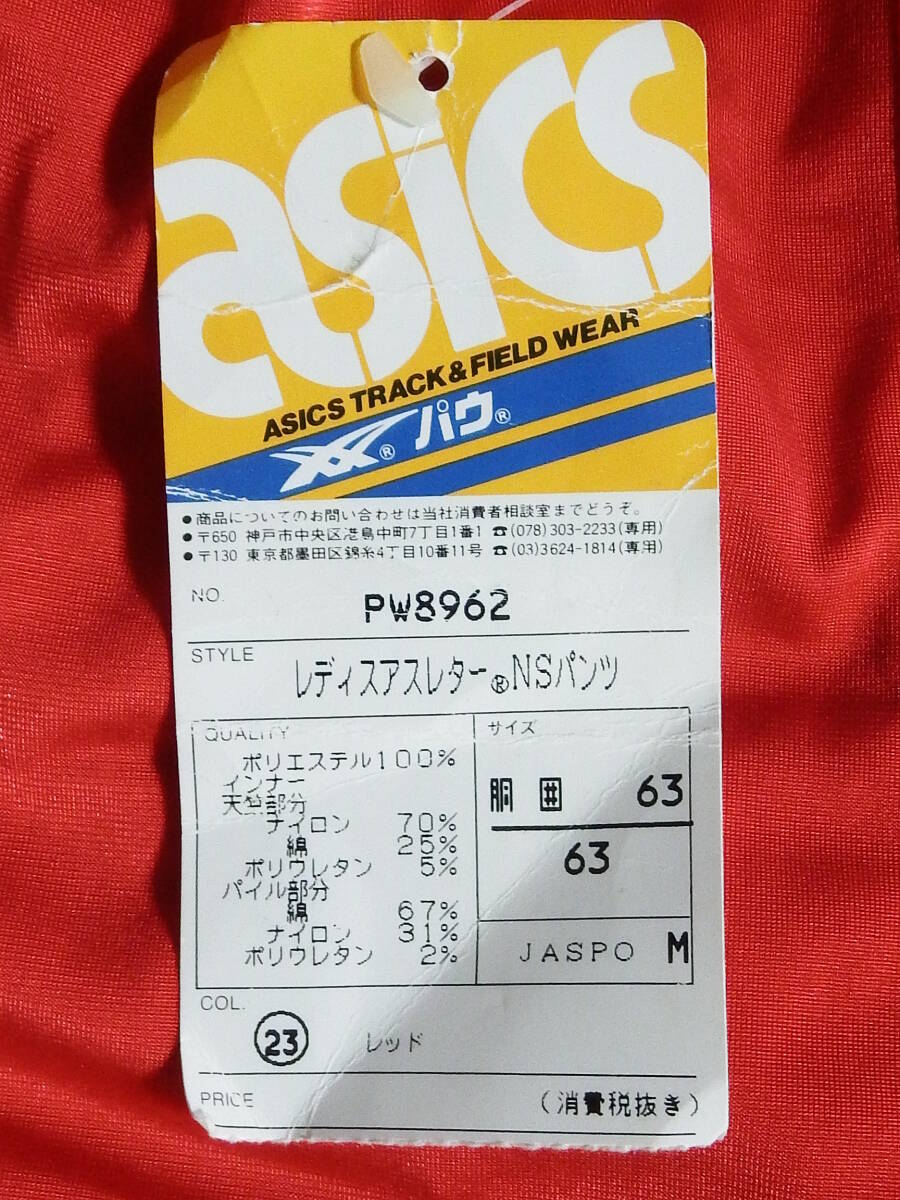 asics
ASICS TRACK & FIELD WEAR
® パウ®
●商品についてのお問い合わせは当社消費者相談室までどうぞ。
●〒650 神戸市中央区港島中町7丁目1番1 ☎(078)303-2233(専用)
●〒130 東京都墨田区錦糸4丁目10番11号 ☎(03)3624-1814(専用)
NO. PW8962
STYLE レディスアスレター®NSパンツ
QUALITY
ポリエステル100%
インナー
天竺部分
ナイロン 70%
綿 25%
ポリウレタン 5%
パイル部分
綿 67%
ナイロン 31%
ポリウレタン 2%
サイズ
胴囲 63
63
JASPO M
COL.
23 レッド
PRICE (消費税抜き)